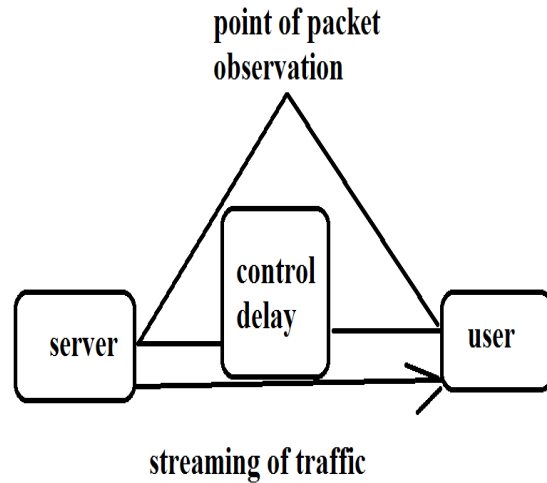 point of packet
observation
control
delay
server
user
streaming of traffic